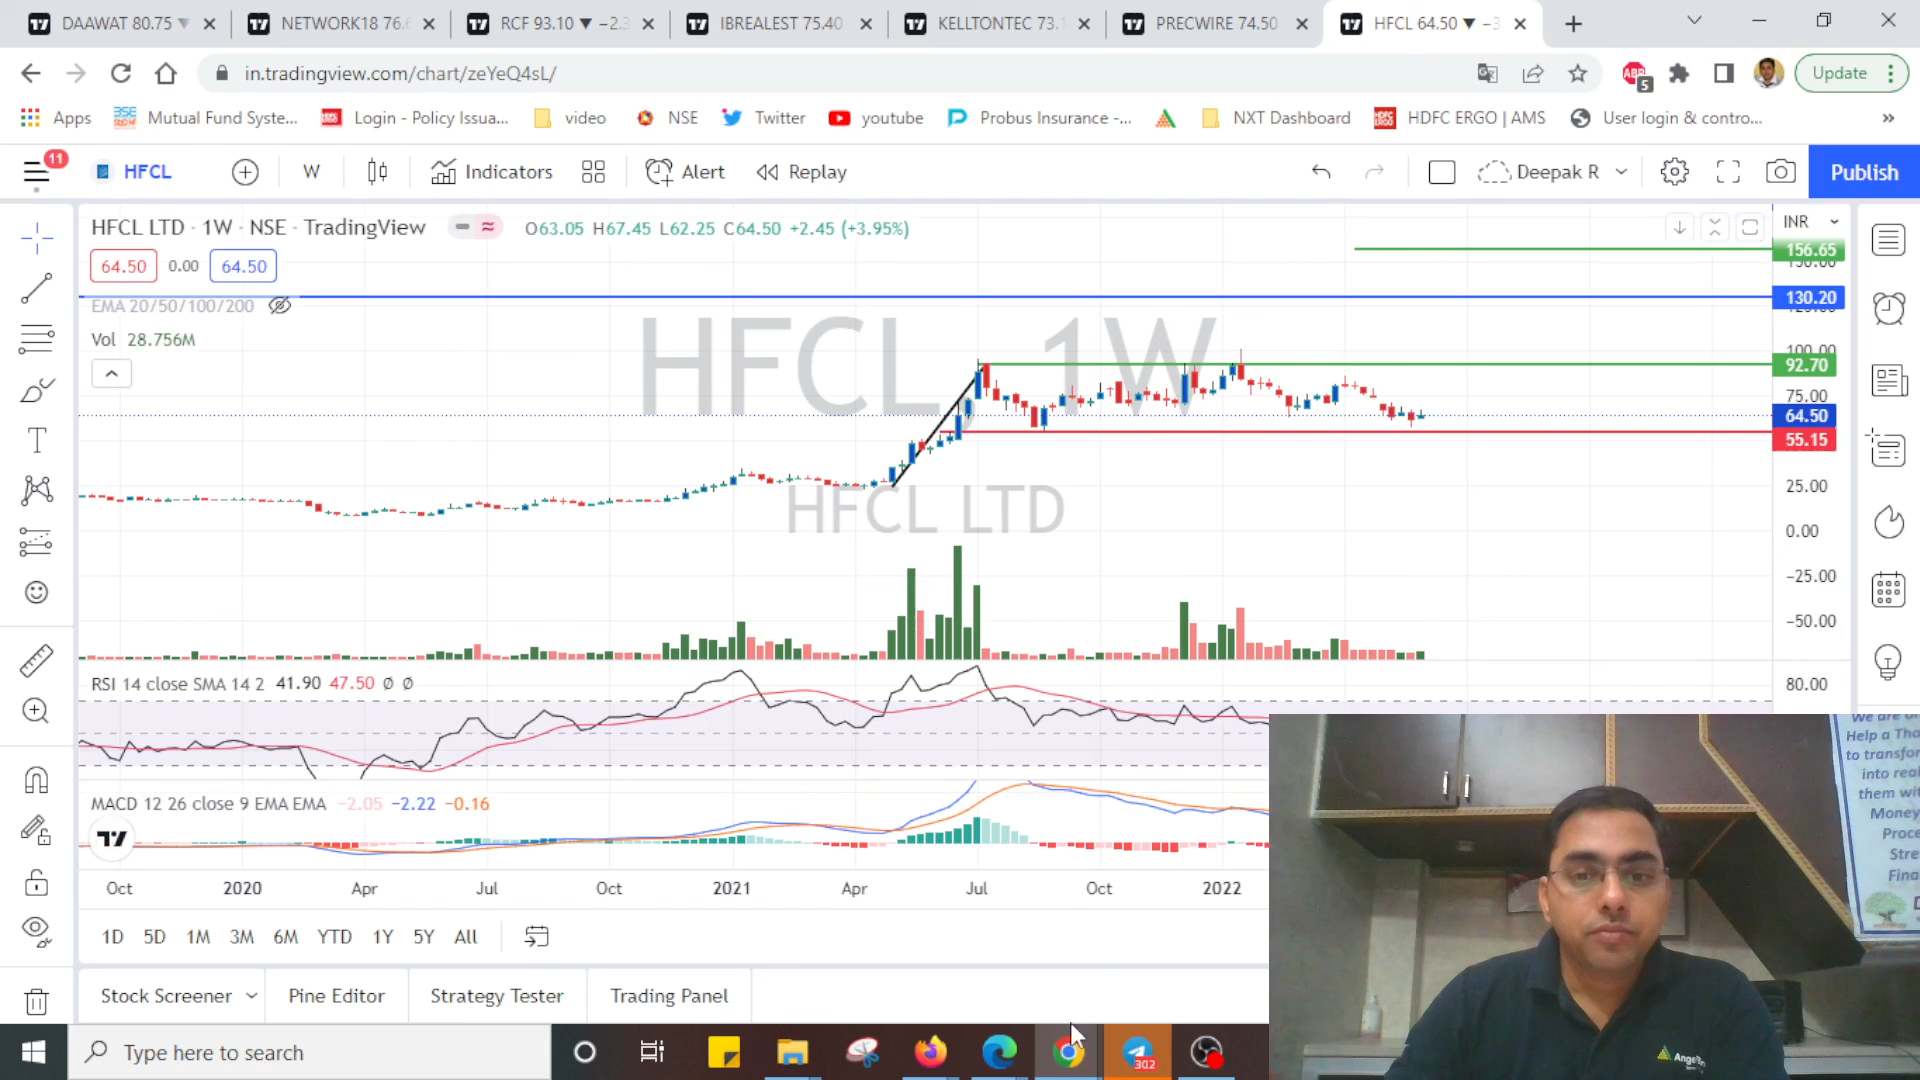 DAAWAT 80.75 ▼
NETWORK18 76.
RCF 93.10 ▼ −2.
IBREALEST 75.40
KELLTONTEC 73.
PRECWIRE 74.50
HFCL 64.50 ▼ −3
in.tradingview.com/chart/zeYeQ4sL/
ABP
5
Update
Apps
Mutual Fund Syste...
Login - Policy Issua...
video
NSE
Twitter
youtube
Probus Insurance -...
NXT Dashboard
HDFC ERGO | AMS
User login & contro...
»
11
HFCL
W
Indicators
Alert
Replay
Deepak R
Publish
HFCL LTD · 1W · NSE · TradingView
O63.05 H67.45 L62.25 C64.50 +2.45 (+3.95%)
INR
64.50
0.00
64.50
EMA 20/50/100/200
Vol 28.756M
HFCL, 1W
HFCL LTD
156.65
150.00
130.20
100.00
92.70
75.00
64.50
55.15
25.00
0.00
−25.00
−50.00
80.00
RSI 14 close SMA 14 2 41.90 47.50 Ø Ø
MACD 12 26 close 9 EMA EMA −2.05 −2.22 −0.16
Oct 2020 Apr Jul Oct 2021 Apr Jul Oct 2022
1D 5D 1M 3M 6M YTD 1Y 5Y All
Stock Screener
Pine Editor
Strategy Tester
Trading Panel
Type here to search
302
We are
Help a Tho
to transfor
into real
them wit
Money
Proce
Stre
Fina
Ange